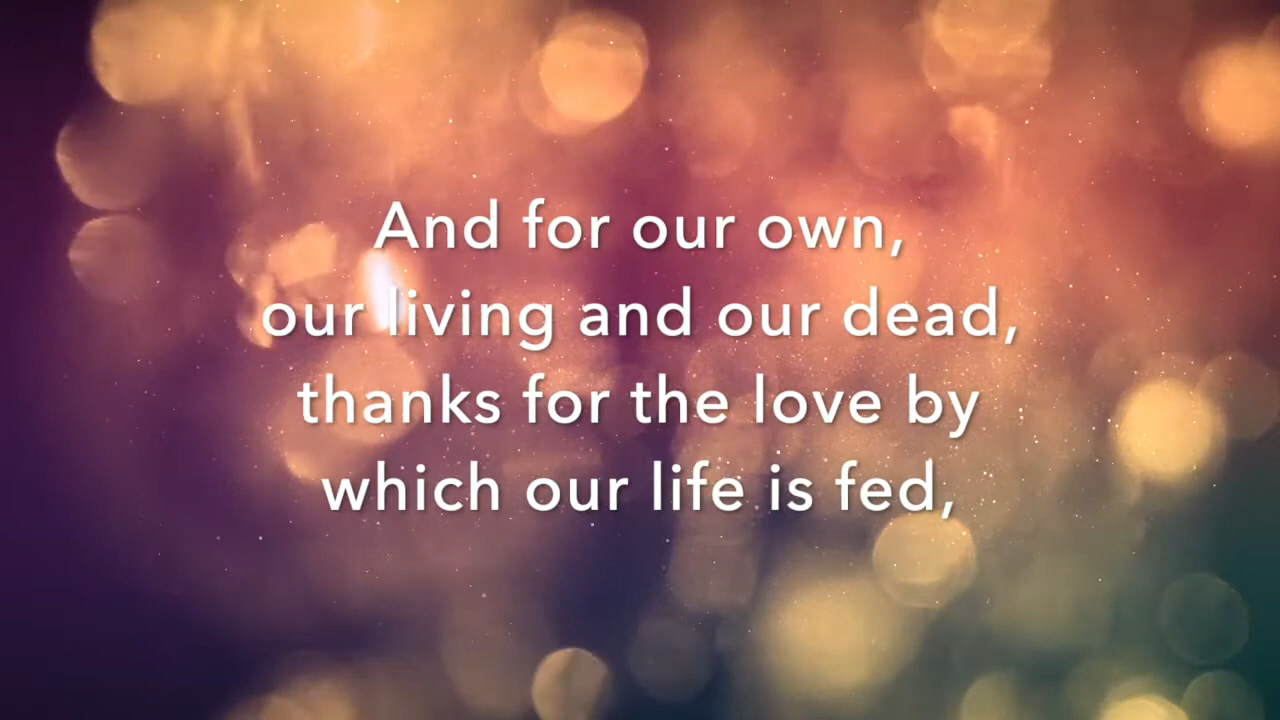 And for our own,
our living and our dead,
thanks for the love by
which our life is fed,